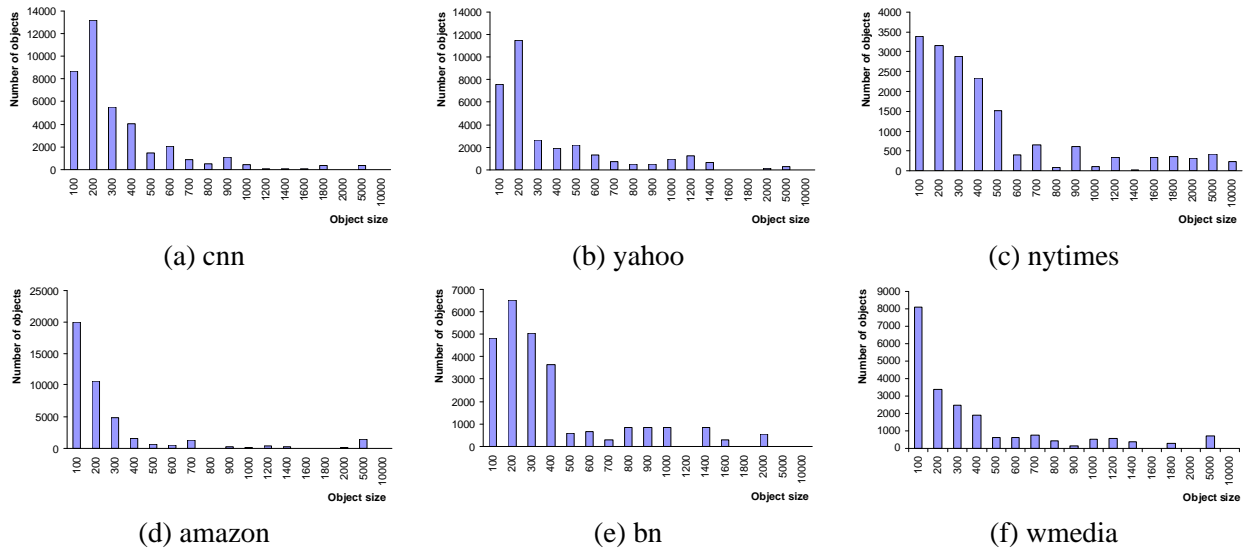 Number of objects
14000
12000
10000
8000
6000
4000
2000
0
100 200 300 400 500 600 700 800 900 1000 1200 1400 1600 1800 2000 5000 10000
Object size
(a) cnn
Number of objects
14000
12000
10000
8000
6000
4000
2000
0
100 200 300 400 500 600 700 800 900 1000 1200 1400 1600 1800 2000 5000 10000
Object size
(b) yahoo
Number of objects
4000
3500
3000
2500
2000
1500
1000
500
0
100 200 300 400 500 600 700 800 900 1000 1200 1400 1600 1800 2000 5000 10000
Object size
(c) nytimes
Number of objects
25000
20000
15000
10000
5000
0
100 200 300 400 500 600 700 800 900 1000 1200 1400 1600 1800 2000 5000 10000
Object size
(d) amazon
Number of objects
7000
6000
5000
4000
3000
2000
1000
0
100 200 300 400 500 600 700 800 900 1000 1200 1400 1600 1800 2000 5000 10000
Object size
(e) bn
Number of objects
9000
8000
7000
6000
5000
4000
3000
2000
1000
0
100 200 300 400 500 600 700 800 900 1000 1200 1400 1600 1800 2000 5000 10000
Object size
(f) wmedia